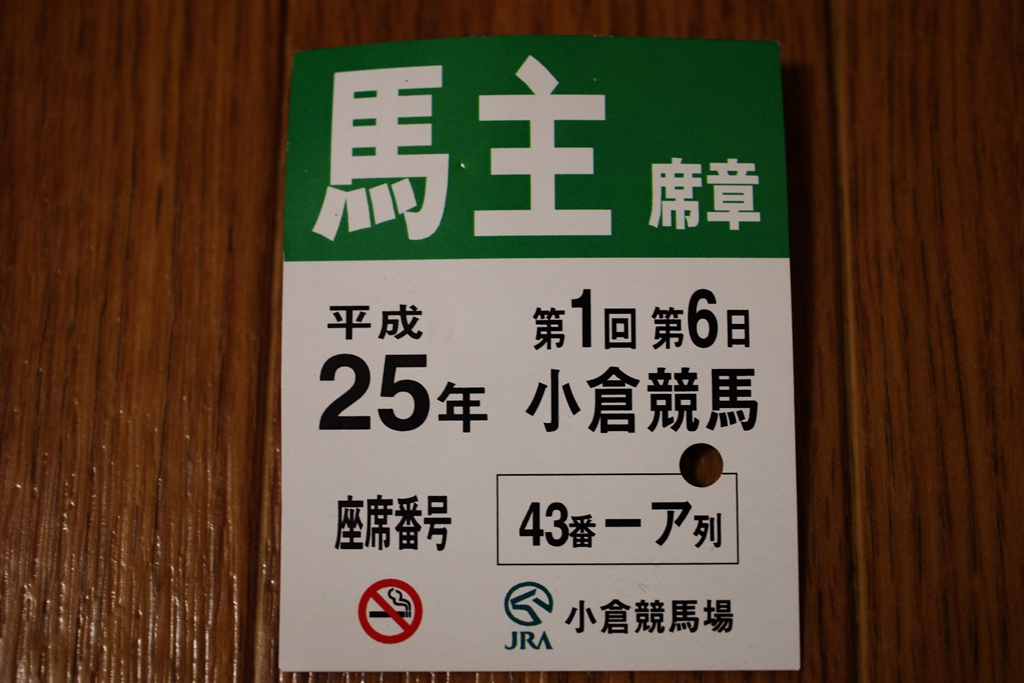 馬主 席章
平成
25年
第1回 第6日
小倉競馬
座席番号
43番ーア列
JRA
小倉競馬場